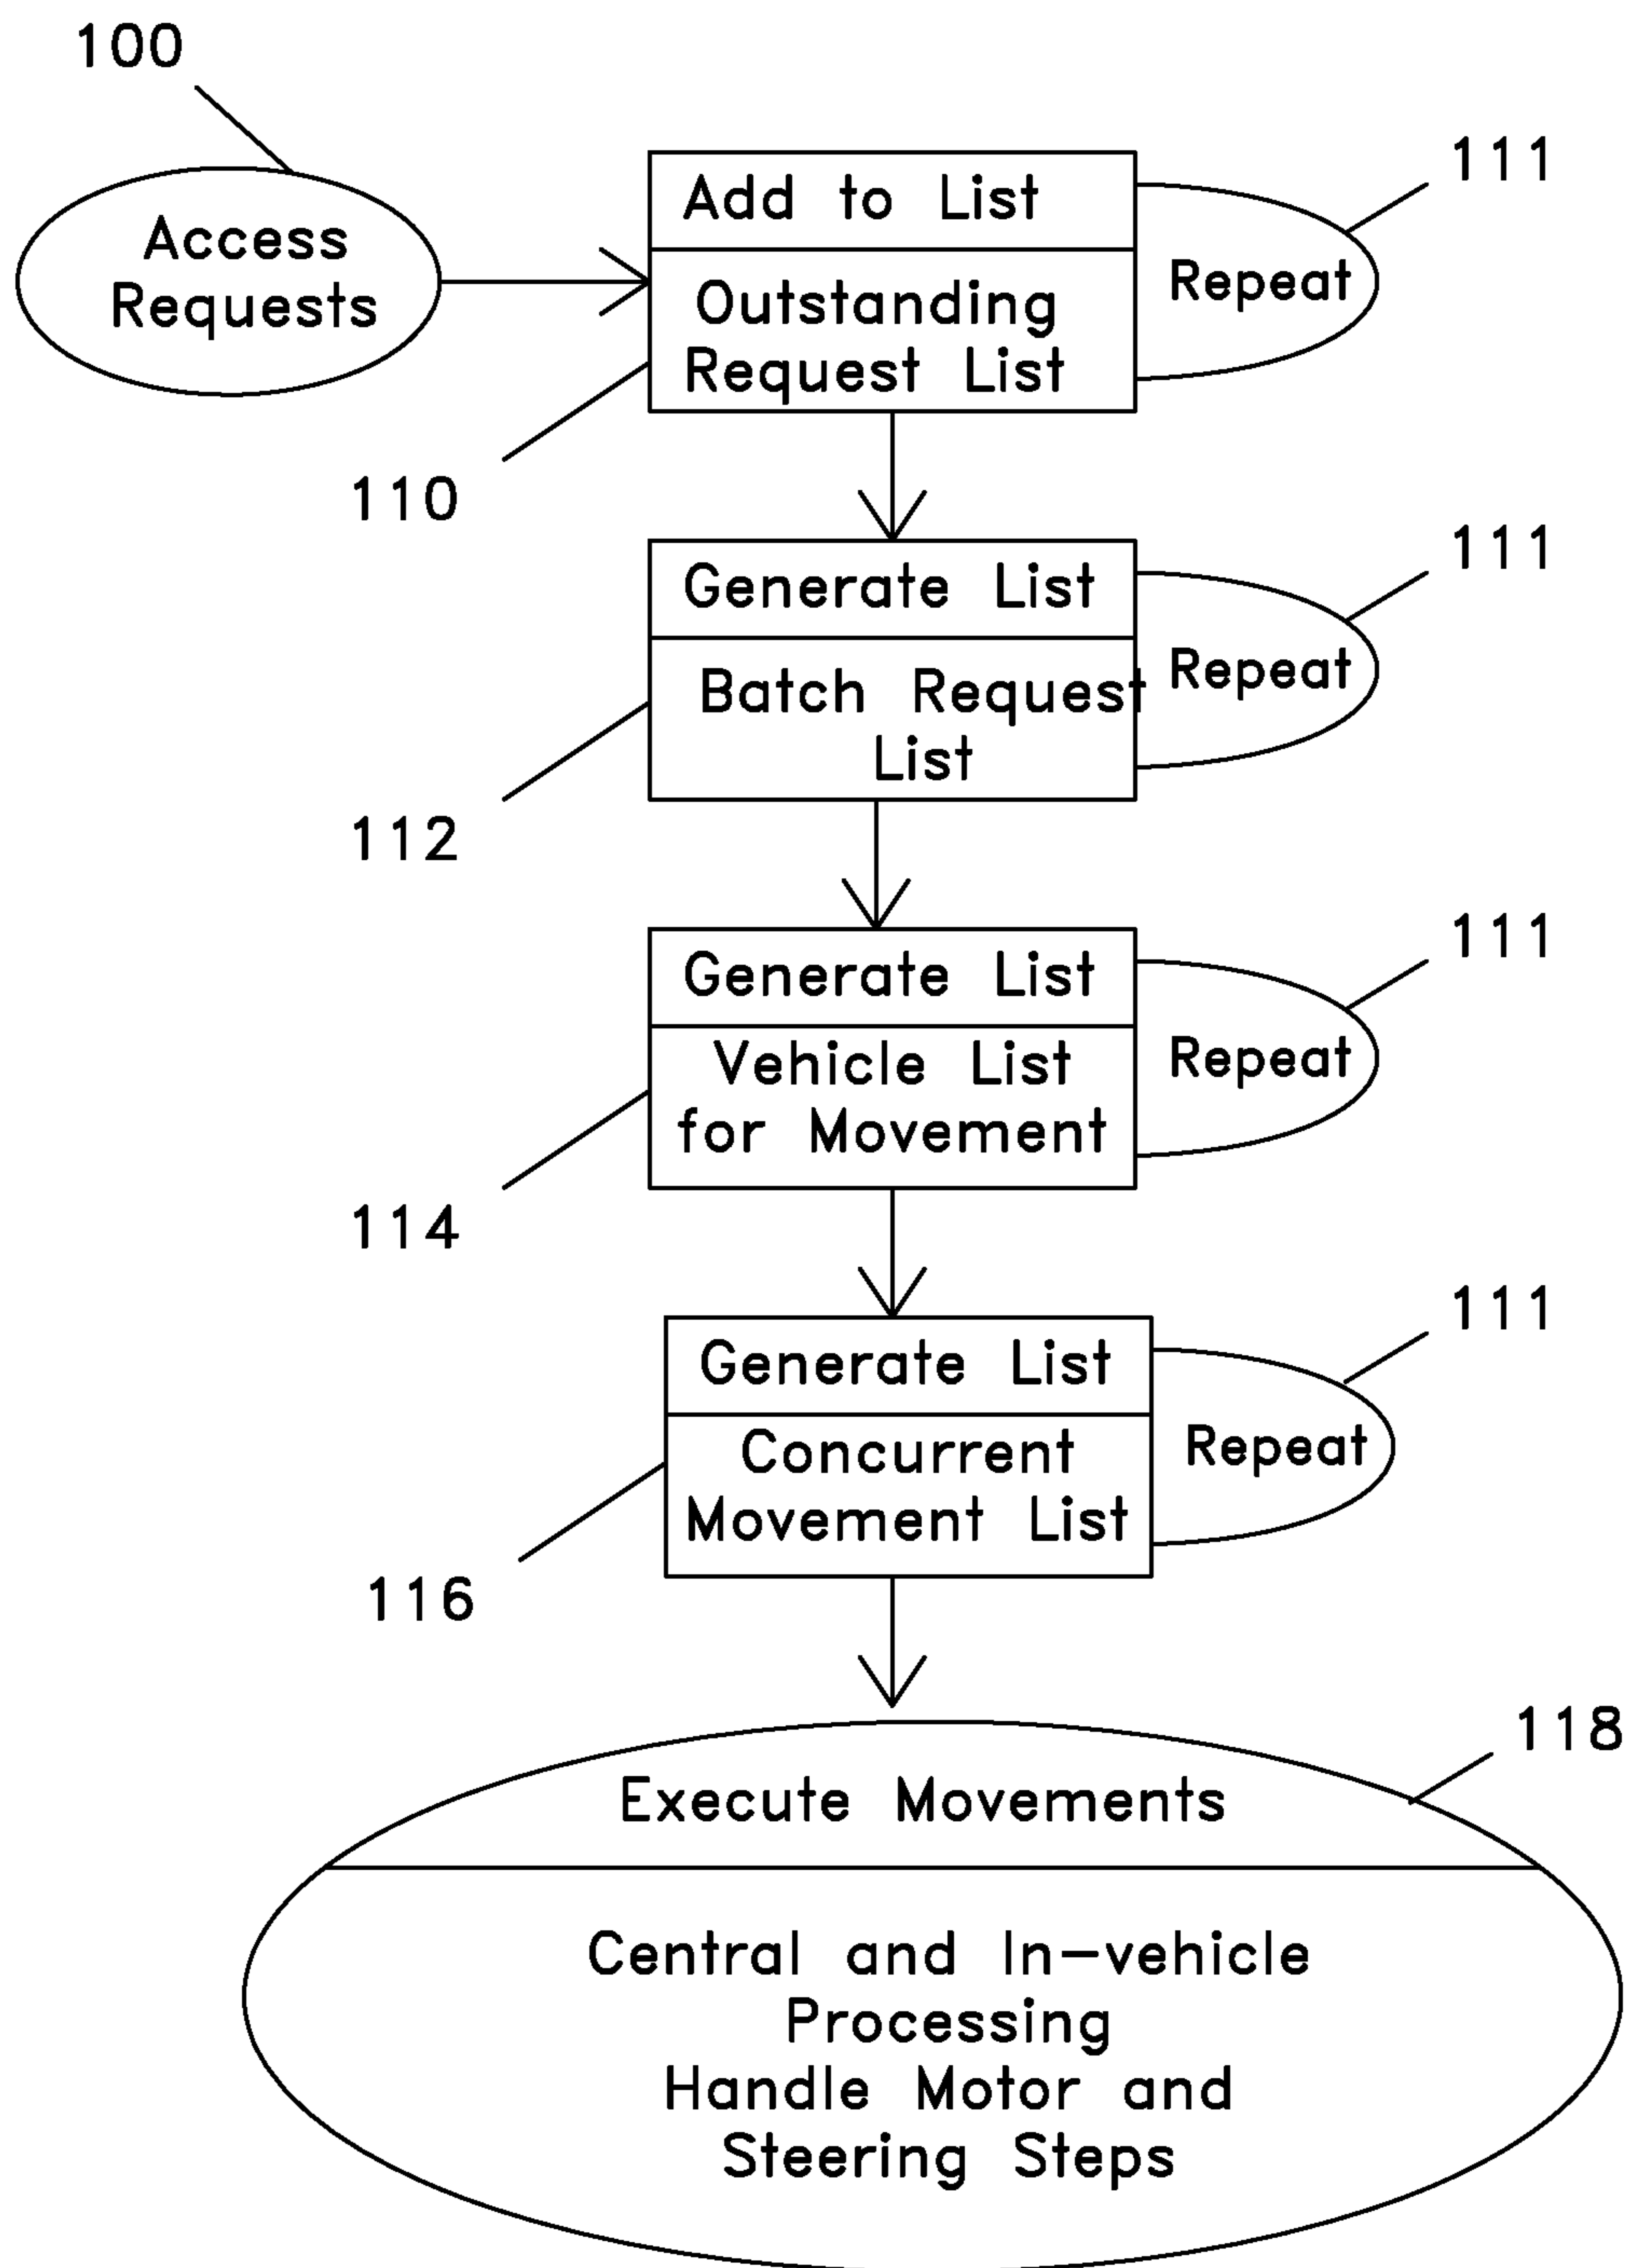 100
Access
Requests
Add to List
Outstanding
Request List
Repeat
111
110
Generate List
Batch Request
List
Repeat
111
112
Generate List
Vehicle List
for Movement
Repeat
111
114
Generate List
Concurrent
Movement List
Repeat
111
116
118
Execute Movements
Central and In-vehicle
Processing
Handle Motor and
Steering Steps